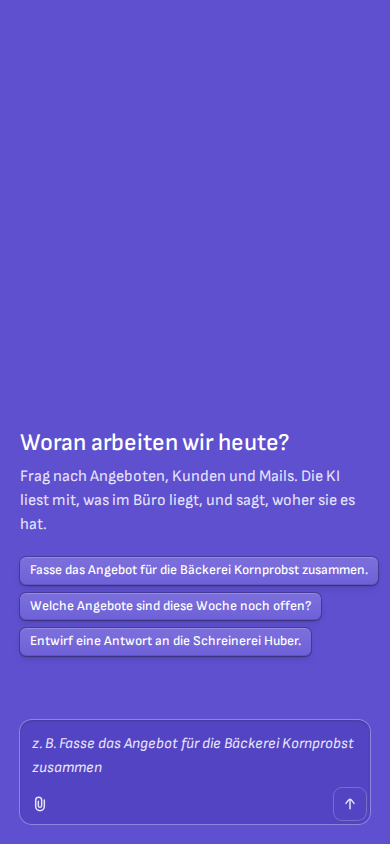 Woran arbeiten wir heute?
Frag nach Angeboten, Kunden und Mails. Die KI
liest mit, was im Büro liegt, und sagt, woher sie es
hat.
Fasse das Angebot für die Bäckerei Kornprobst zusammen.
Welche Angebote sind diese Woche noch offen?
Entwirf eine Antwort an die Schreinerei Huber.
z. B. Fasse das Angebot für die Bäckerei Kornprobst
zusammen